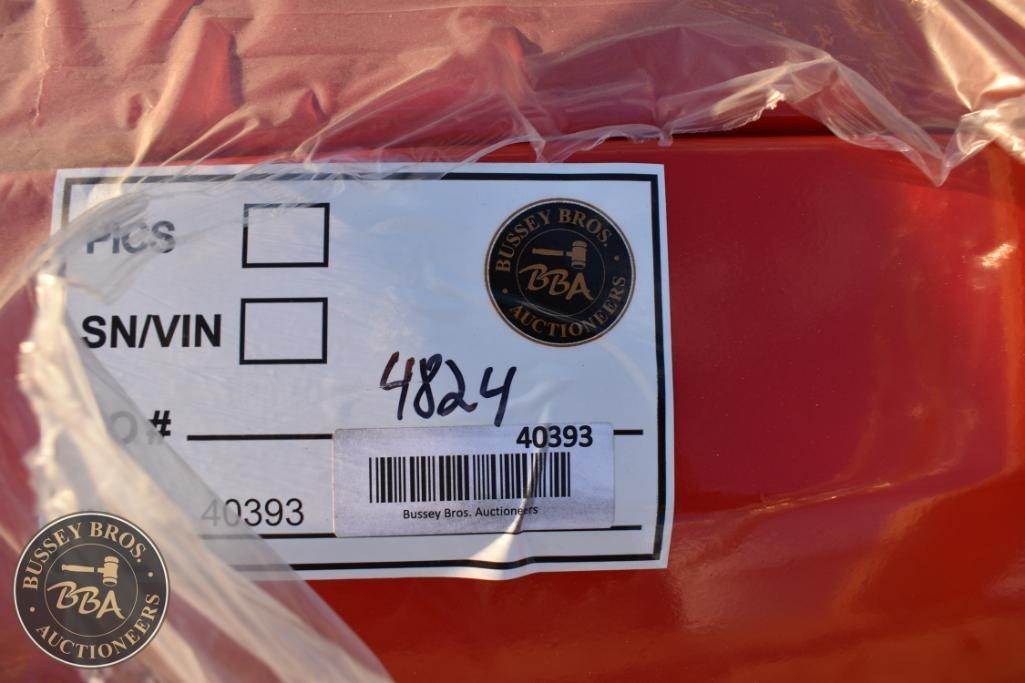 PICS
BUSSEY BROS.
BBA
AUCTIONEERS
SN/VIN
4824
#
40393
40393
Bussey Bros. Auctioneers
BUSSEY BROS.
BBA
AUCTIONEERS